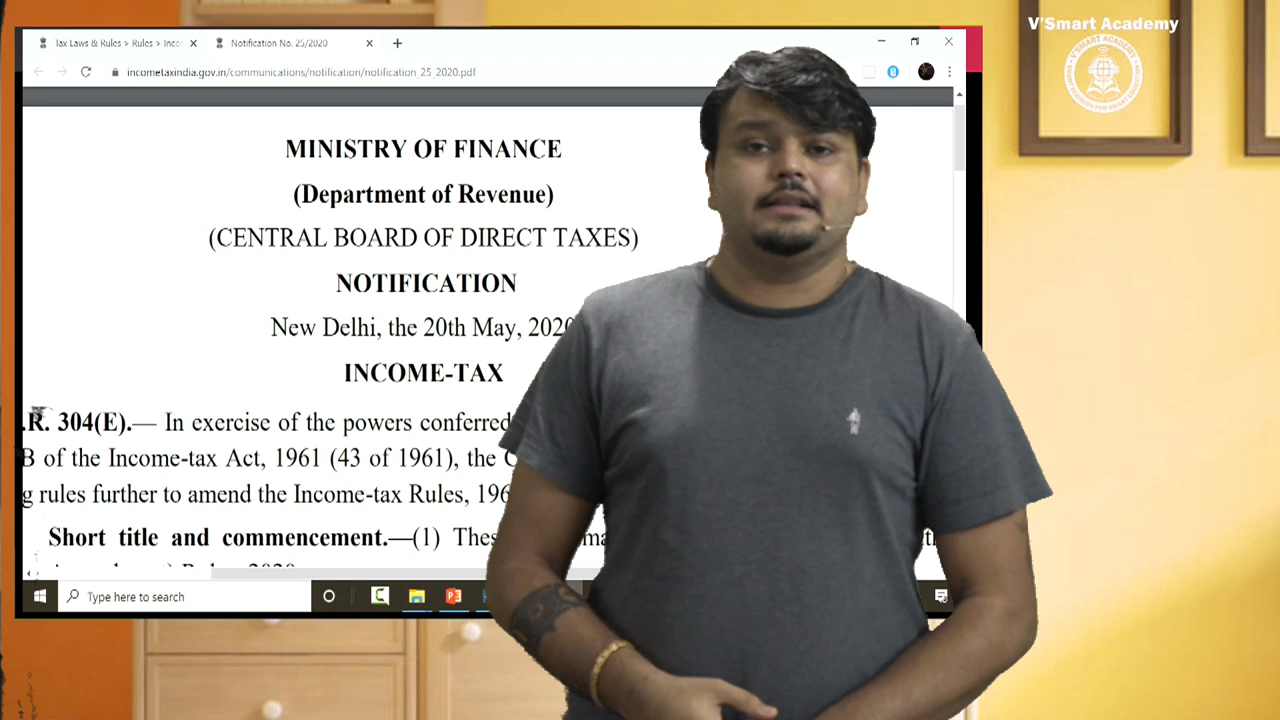 V'Smart Academy
Tax Laws & Rules > Rules > Inco
Notification No. 25/2020
incometaxindia.gov.in/communications/notification/notification_25_2020.pdf
MINISTRY OF FINANCE
(Department of Revenue)
(CENTRAL BOARD OF DIRECT TAXES)
NOTIFICATION
New Delhi, the 20th May, 2020
INCOME-TAX
.R. 304(E).— In exercise of the powers conferred
B of the Income-tax Act, 1961 (43 of 1961), the
g rules further to amend the Income-tax Rules, 196
Short title and commencement.—(1) Thes
Type here to search